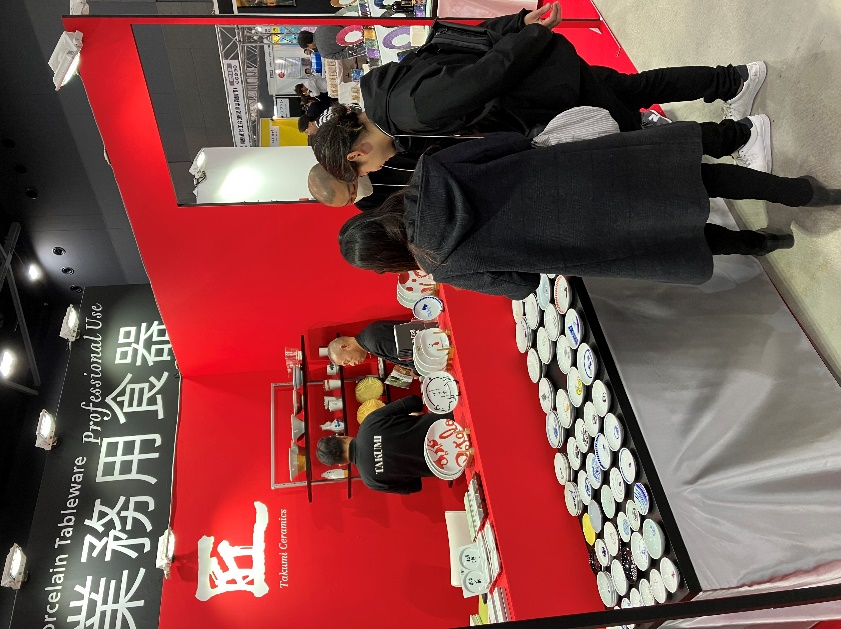 Porcelain Tableware Professional Use
業務用食器
匠
Takumi Ceramics
TAKUMI